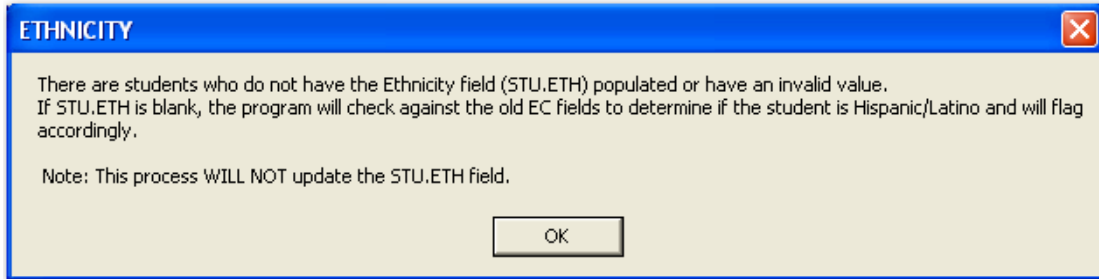 ETHNICITY
There are students who do not have the Ethnicity field (STU.ETH) populated or have an invalid value.
If STU.ETH is blank, the program will check against the old EC fields to determine if the student is Hispanic/Latino and will flag
accordingly.
Note: This process WILL NOT update the STU.ETH field.
OK